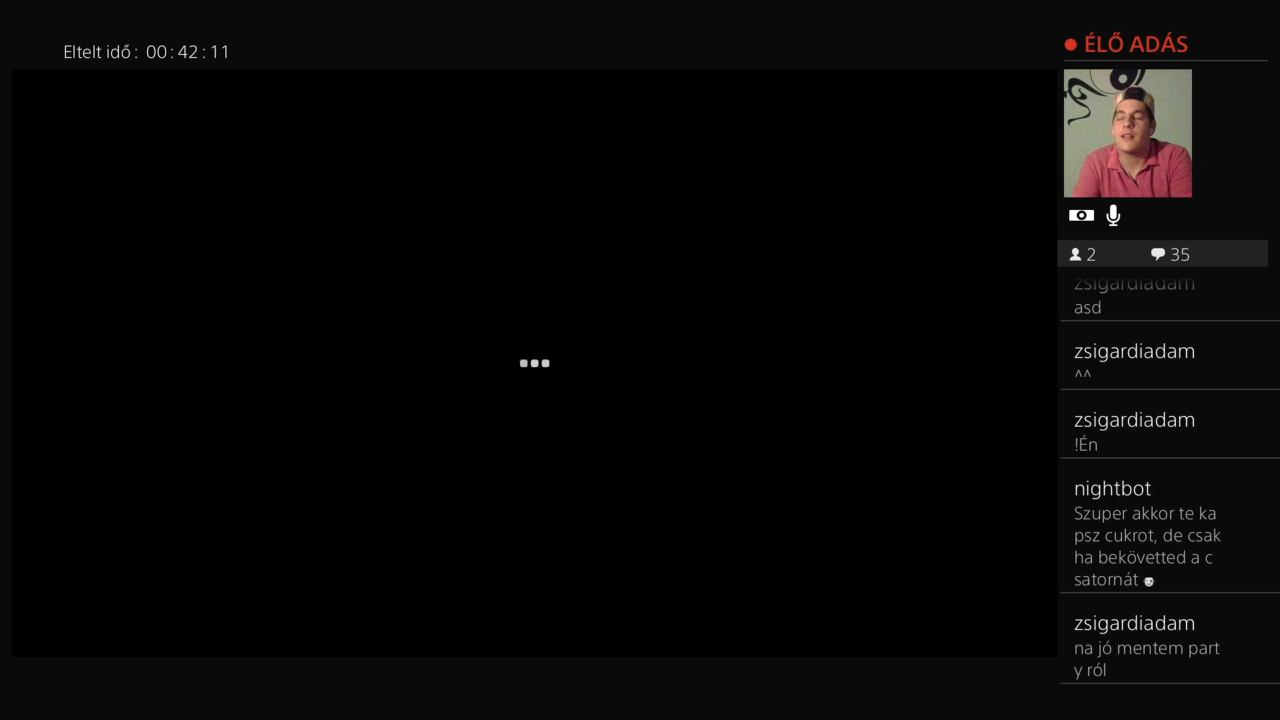 Eltelt idő : 00 : 42 : 11
ÉLŐ ADÁS
2 35
zsigardiadam
asd
zsigardiadam
^^
zsigardiadam
!Én
nightbot
Szuper akkor te ka
psz cukrot, de csak
ha bekövetted a c
satornát
zsigardiadam
na jó mentem part
y ról